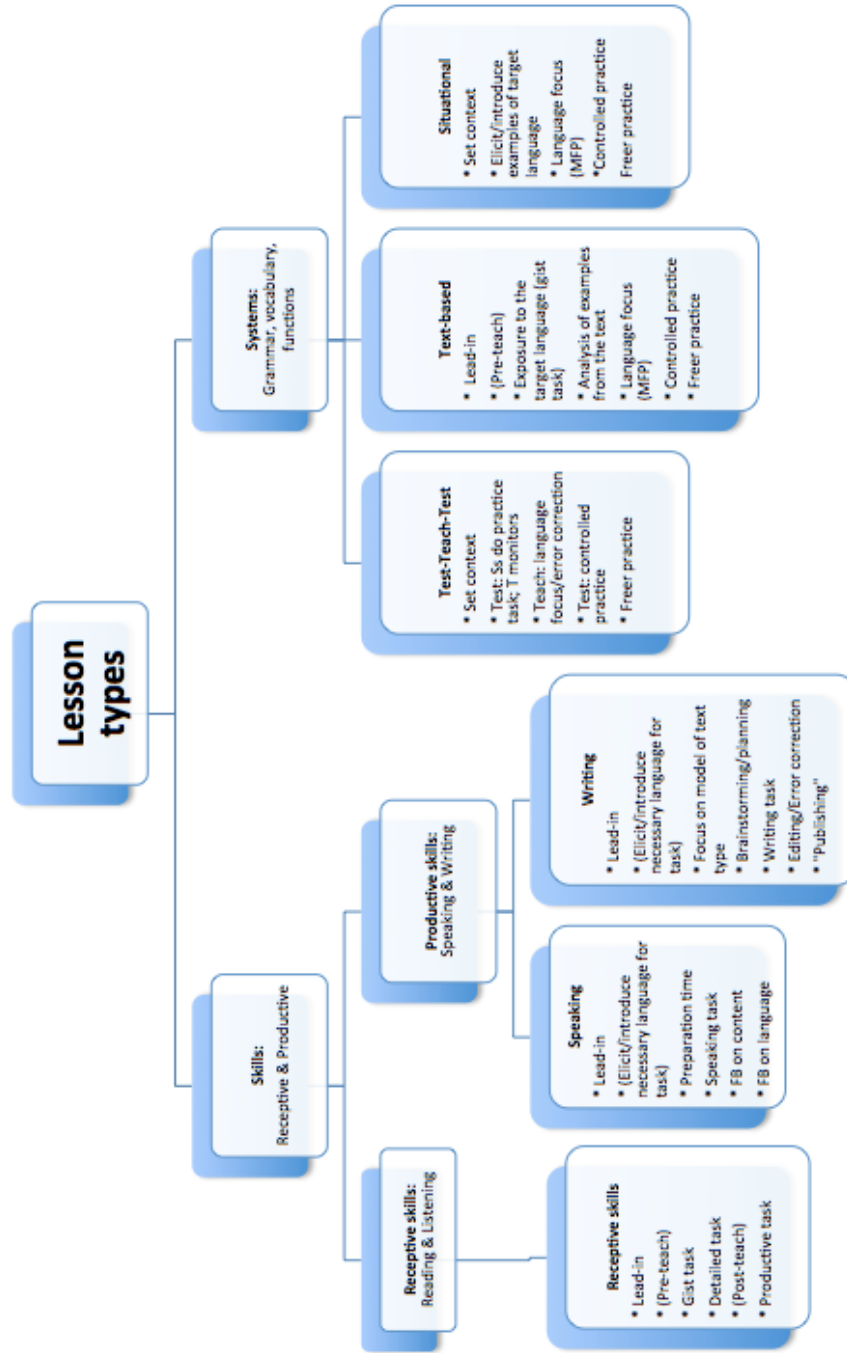 Lesson
types
Skills:
Receptive & Productive
Systems:
Grammar, vocabulary,
functions
Receptive skills:
Reading & Listening
Productive skills:
Speaking & Writing
Receptive skills
* Lead-in
* (Pre-teach)
* Gist task
* Detailed task
* (Post-teach)
* Productive task
Speaking
* Lead-in
* (Elicit/introduce
necessary language for
task)
* Preparation time
* Speaking task
* FB on content
* FB on language
Writing
* Lead-in
* (Elicit/introduce
necessary language for
task)
* Focus on model of text
type
* Brainstorming/planning
* Writing task
* Editing/Error correction
* "Publishing"
Test-Teach-Test
* Set context
* Test: Ss do practice
task; T monitors
* Teach: language
focus/error correction
* Test: controlled
practice
* Freer practice
Text-based
* Lead-in
* (Pre-teach)
* Exposure to the
target language (gist
task)
* Analysis of examples
from the text
* Language focus
(MFP)
* Controlled practice
* Freer practice
Situational
* Set context
* Elicit/introduce
examples of target
language
* Language focus
(MFP)
*Controlled practice
Freer practice